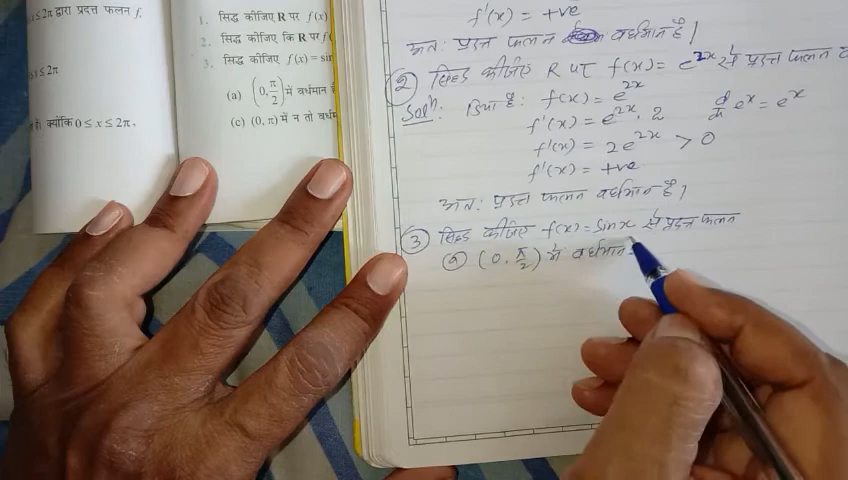 x ≤ 2π द्वारा प्रदत्त फलन f,
≤ 2π
है। क्योंकि 0 ≤ x ≤ 2π,
1. सिद्ध कीजिए R पर f(x)
2. सिद्ध कीजिए कि R पर f(
3. सिद्ध कीजिए f(x) = sin
(a) (0, π/2) में वर्धमान
(c) (0, π) में न तो वर्धम
f'(x) = +ve
अतः प्रदत्त फलन वर्धमान है।
② सिद्ध कीजिए R पर f(x) = e^2x से प्रदत्त फलन
Sol^n: दिया है: f(x) = e^2x
f'(x) = e^2x . 2 d/dx e^x = e^x
f'(x) = 2e^2x > 0
f'(x) = +ve
अतः प्रदत्त फलन वर्धमान है।
③ सिद्ध कीजिए f(x) = sinx से प्रदत्त फलन
ⓐ (0, π/2) में वर्धमान